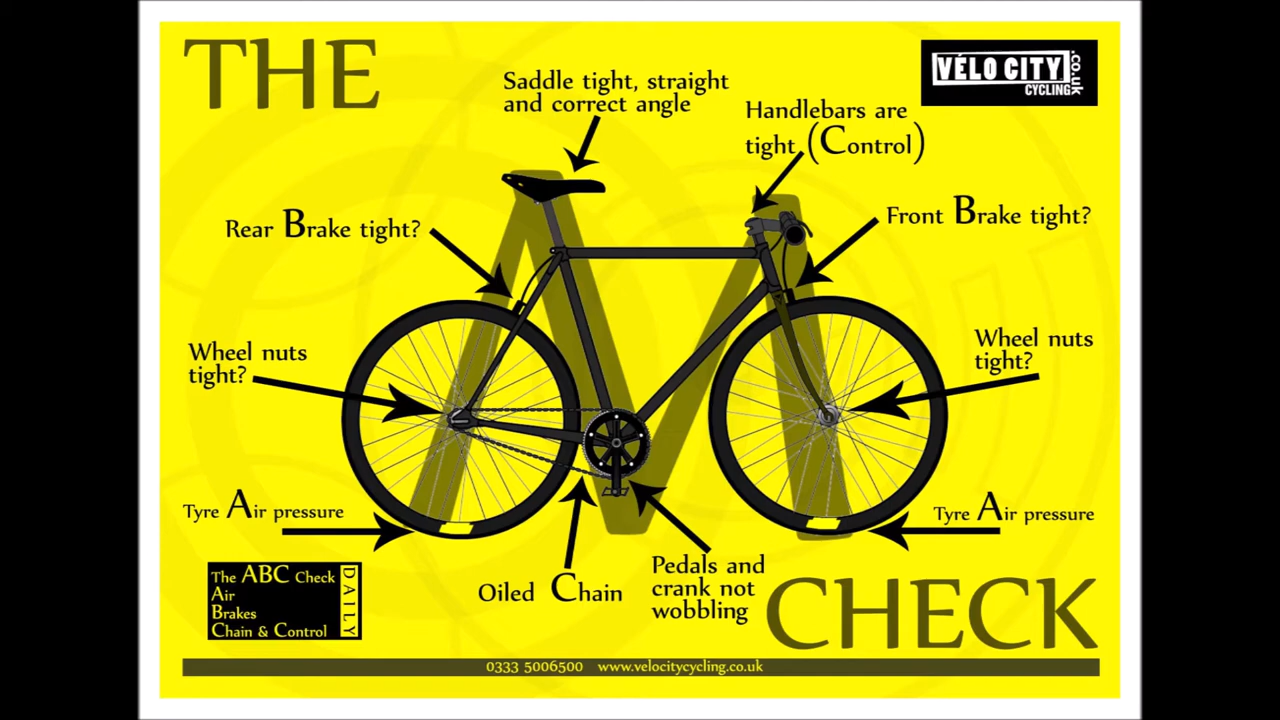 THE
VÉLO CITY
CYCLING
.co.uk
Saddle tight, straight
and correct angle
Handlebars are
tight (Control)
Rear Brake tight?
Front Brake tight?
Wheel nuts
tight?
Wheel nuts
tight?
Tyre Air pressure
Tyre Air pressure
Oiled Chain
Pedals and
crank not
wobbling
The ABC Check
Air
Brakes
Chain & Control
DAILY
CHECK
0333 5006500 www.velocitycycling.co.uk